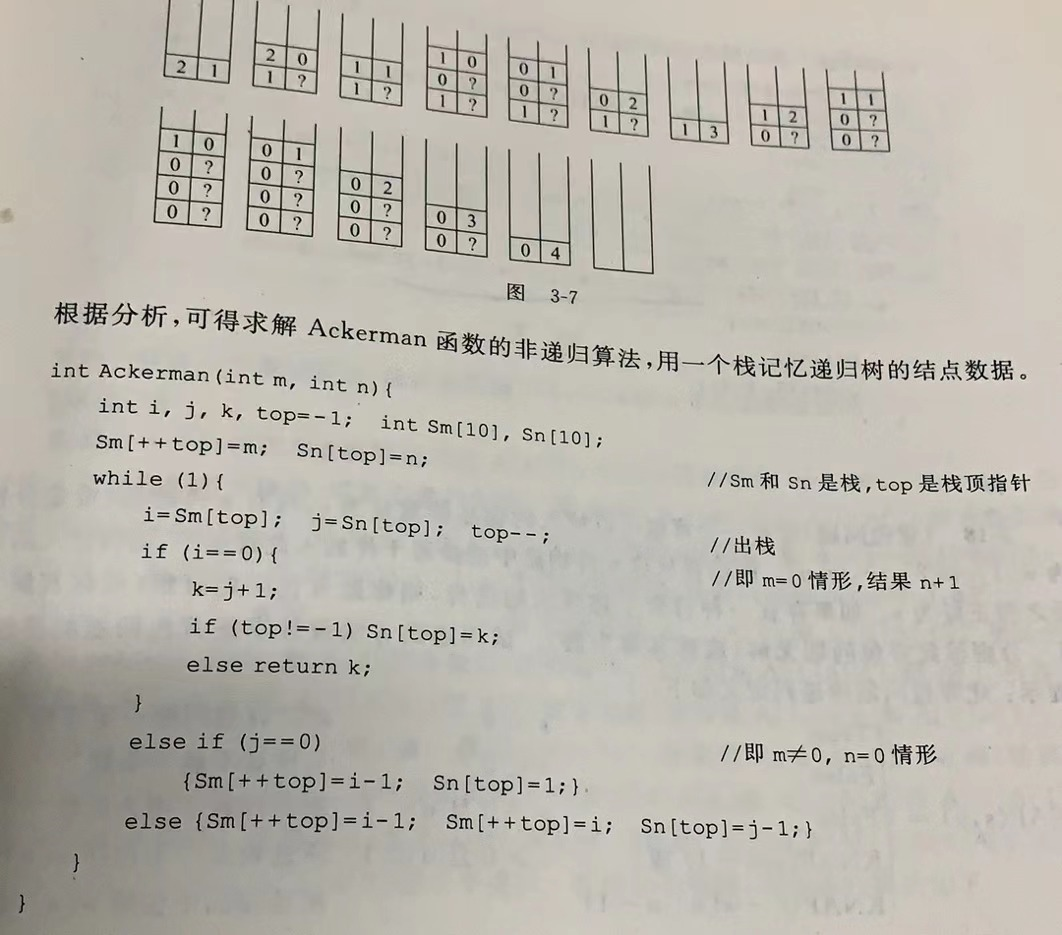 2 1
2 0
1 ?
1 1
1 ?
1 0
0 ?
1 ?
0 1
0 ?
1 ?
0 2
1 ?
1 3
1 2
0 ?
1 1
0 ?
0 ?
1 0
0 ?
0 ?
0 ?
0 1
0 ?
0 ?
0 ?
0 2
0 ?
0 ?
0 3
0 ?
0 4
图 3-7
根据分析,可得求解 Ackerman 函数的非递归算法,用一个栈记忆递归树的结点数据。
int Ackerman(int m, int n){
int i, j, k, top=-1; int Sm[10], Sn[10];
Sm[++top]=m; Sn[top]=n; //Sm 和 Sn 是栈,top 是栈顶指针
while (1){
i=Sm[top]; j=Sn[top]; top--; //出栈
if (i==0){ //即 m=0 情形,结果 n+1
k=j+1;
if (top!=-1) Sn[top]=k;
else return k;
}
else if (j==0) //即 m≠0, n=0 情形
{Sm[++top]=i-1; Sn[top]=1;}
else {Sm[++top]=i-1; Sm[++top]=i; Sn[top]=j-1;}
}
}